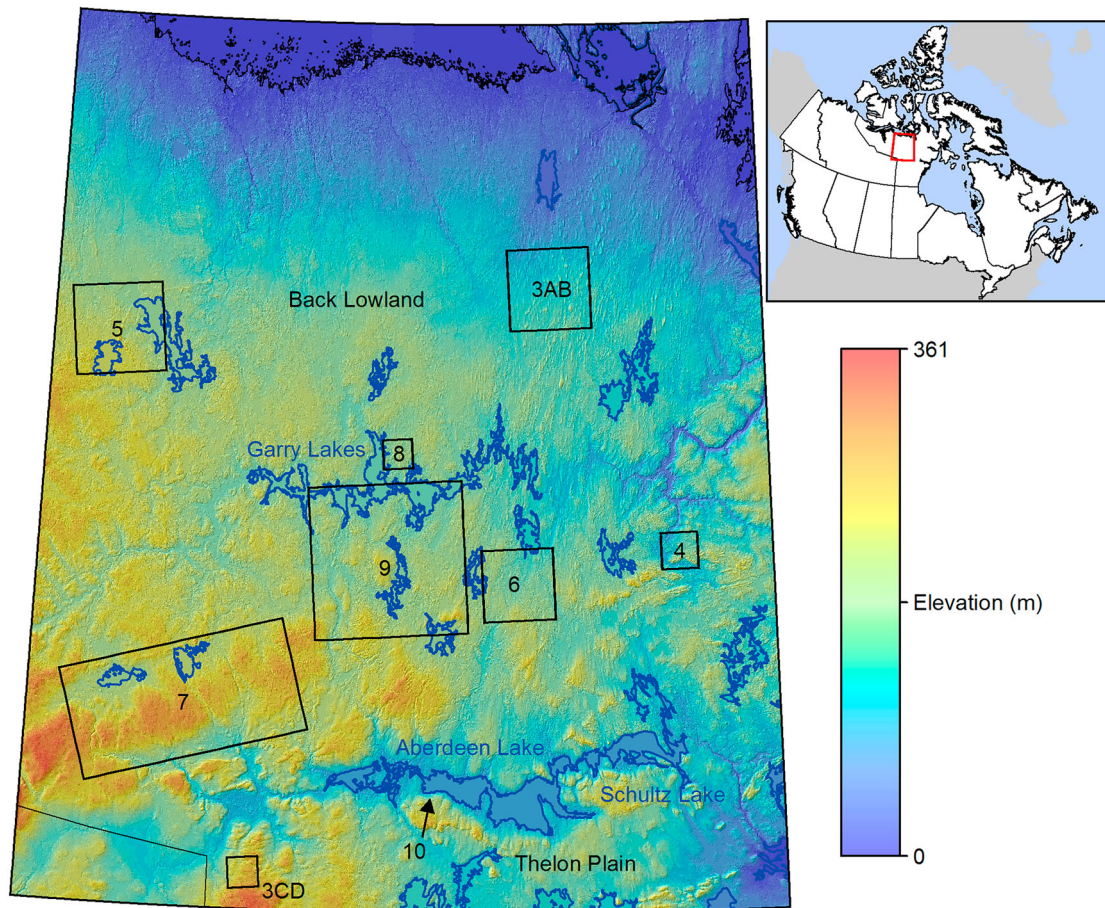 3AB
Back Lowland
5
Garry Lakes
8
4
9
6
7
Aberdeen Lake
Schultz Lake
10
Thelon Plain
3CD
361
Elevation (m)
0